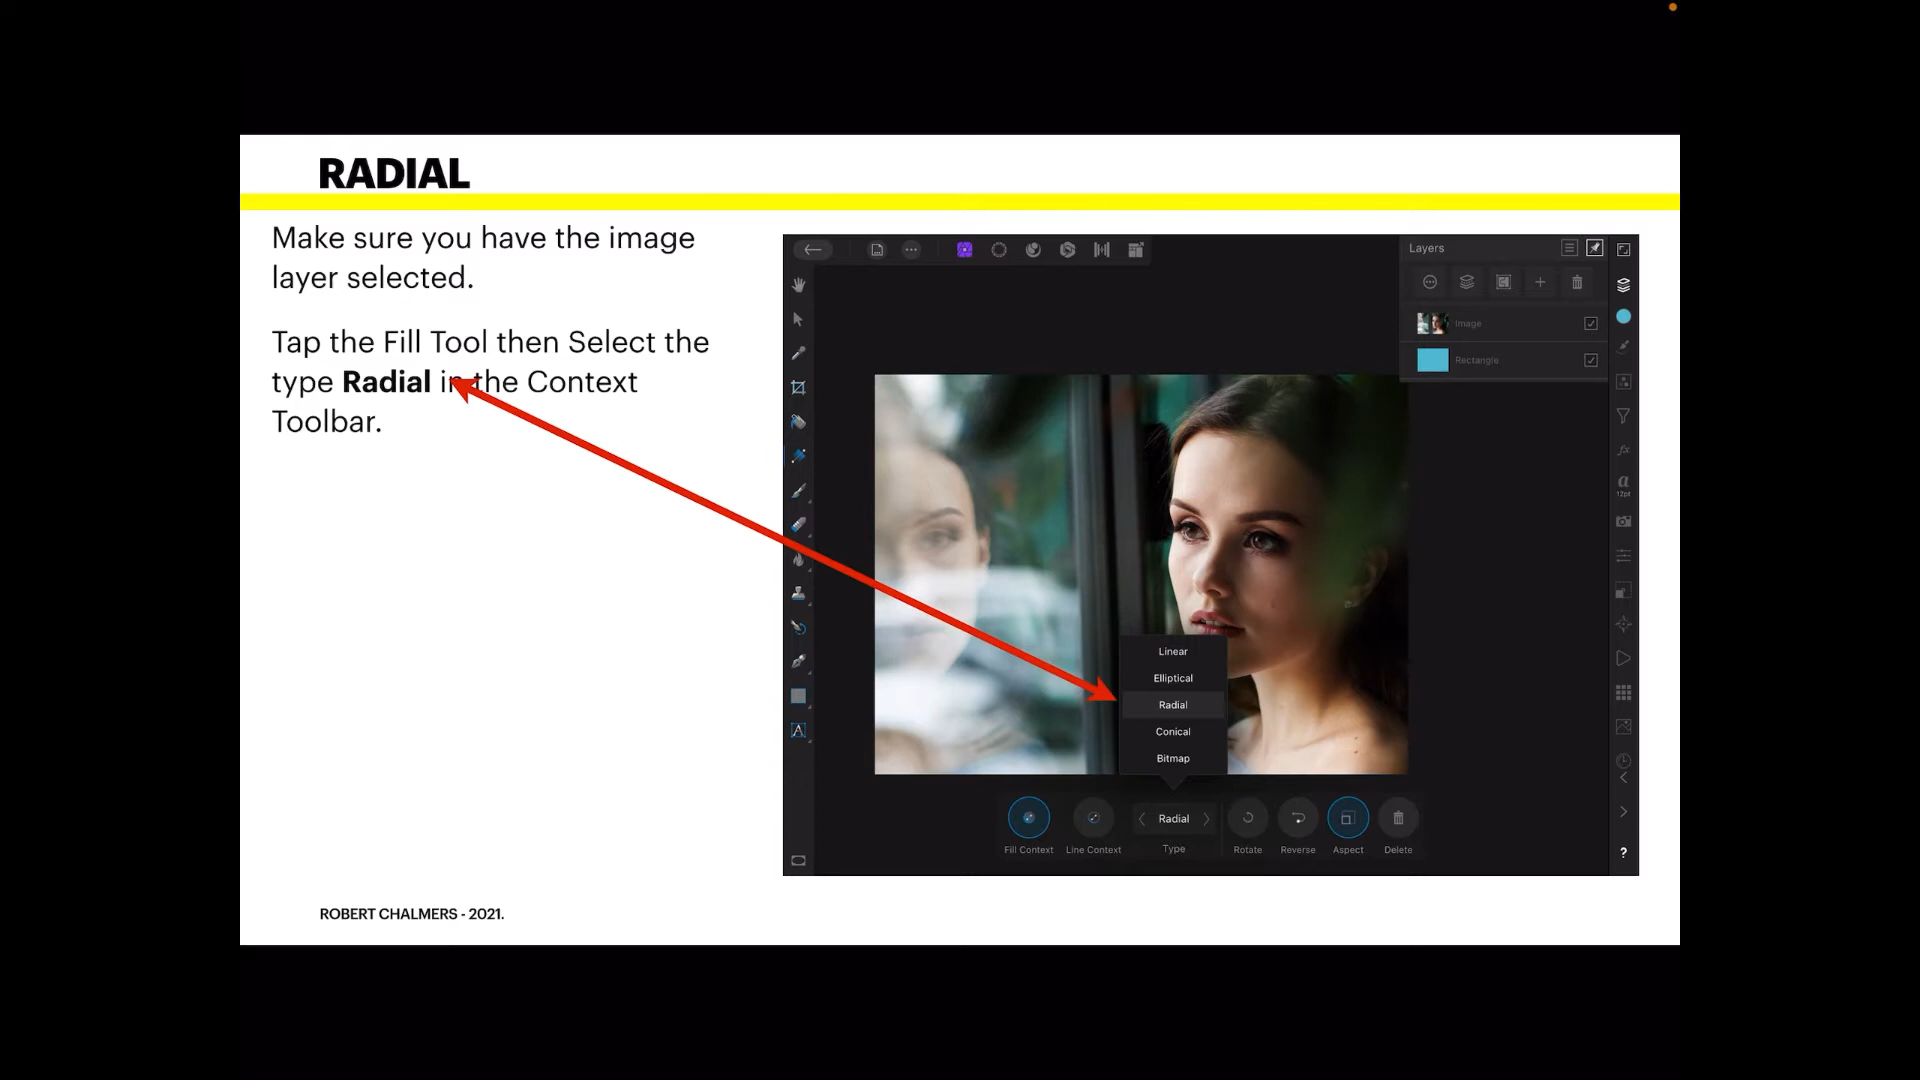 RADIAL
Make sure you have the image
layer selected.
Tap the Fill Tool then Select the
type Radial in the Context
Toolbar.
Layers
Image
Rectangle
a
12pt
A
Linear
Elliptical
Radial
Conical
Bitmap
Radial
Fill Context
Line Context
Type
Rotate
Reverse
Aspect
Delete
?
ROBERT CHALMERS - 2021.